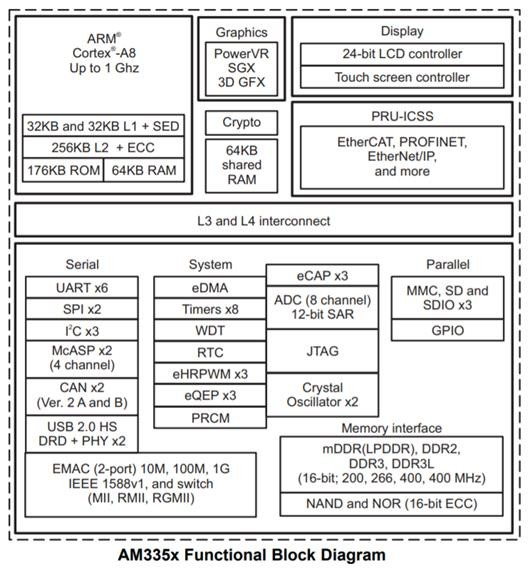 ARM®
Cortex®-A8
Up to 1 Ghz
32KB and 32KB L1 + SED
256KB L2 + ECC
176KB ROM
64KB RAM
Graphics
PowerVR
SGX
3D GFX
Crypto
64KB
shared
RAM
Display
24-bit LCD controller
Touch screen controller
PRU-ICSS
EtherCAT, PROFINET,
EtherNet/IP,
and more
L3 and L4 interconnect
Serial
UART x6
SPI x2
I²C x3
McASP x2
(4 channel)
CAN x2
(Ver. 2 A and B)
USB 2.0 HS
DRD + PHY x2
EMAC (2-port) 10M, 100M, 1G
IEEE 1588v1, and switch
(MII, RMII, RGMII)
System
eDMA
Timers x8
WDT
RTC
eHRPWM x3
eQEP x3
PRCM
eCAP x3
ADC (8 channel)
12-bit SAR
JTAG
Crystal
Oscillator x2
Parallel
MMC, SD and
SDIO x3
GPIO
Memory interface
mDDR(LPDDR), DDR2,
DDR3, DDR3L
(16-bit; 200, 266, 400, 400 MHz)
NAND and NOR (16-bit ECC)
AM335x Functional Block Diagram